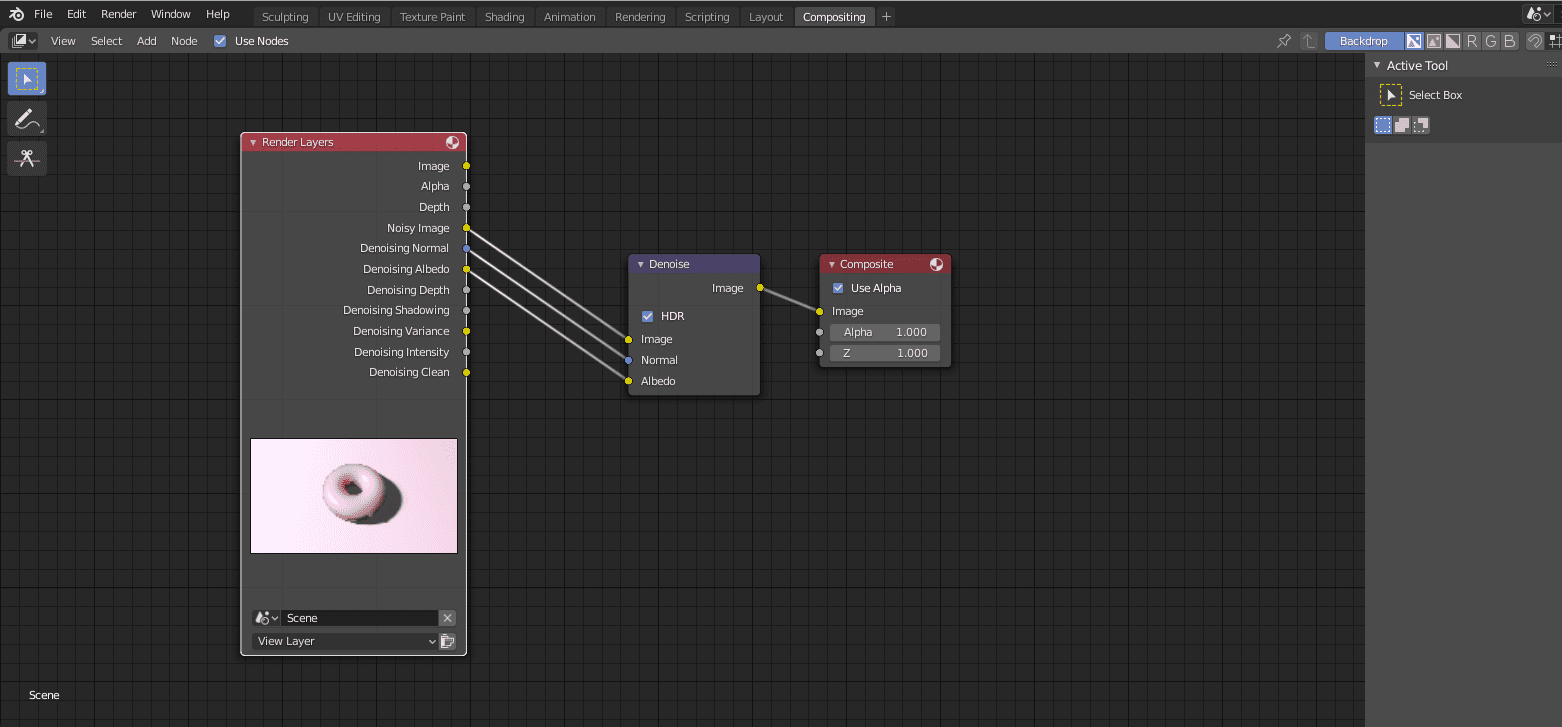 File Edit Render Window Help Sculpting UV Editing Texture Paint Shading Animation Rendering Scripting Layout Compositing +
View Select Add Node Use Nodes Backdrop R G B
Active Tool
Select Box
Render Layers
Image
Alpha
Depth
Noisy Image
Denoising Normal
Denoising Albedo
Denoising Depth
Denoising Shadowing
Denoising Variance
Denoising Intensity
Denoising Clean
Scene
View Layer
Denoise
Image
HDR
Image
Normal
Albedo
Composite
Use Alpha
Image
Alpha 1.000
Z 1.000
Scene